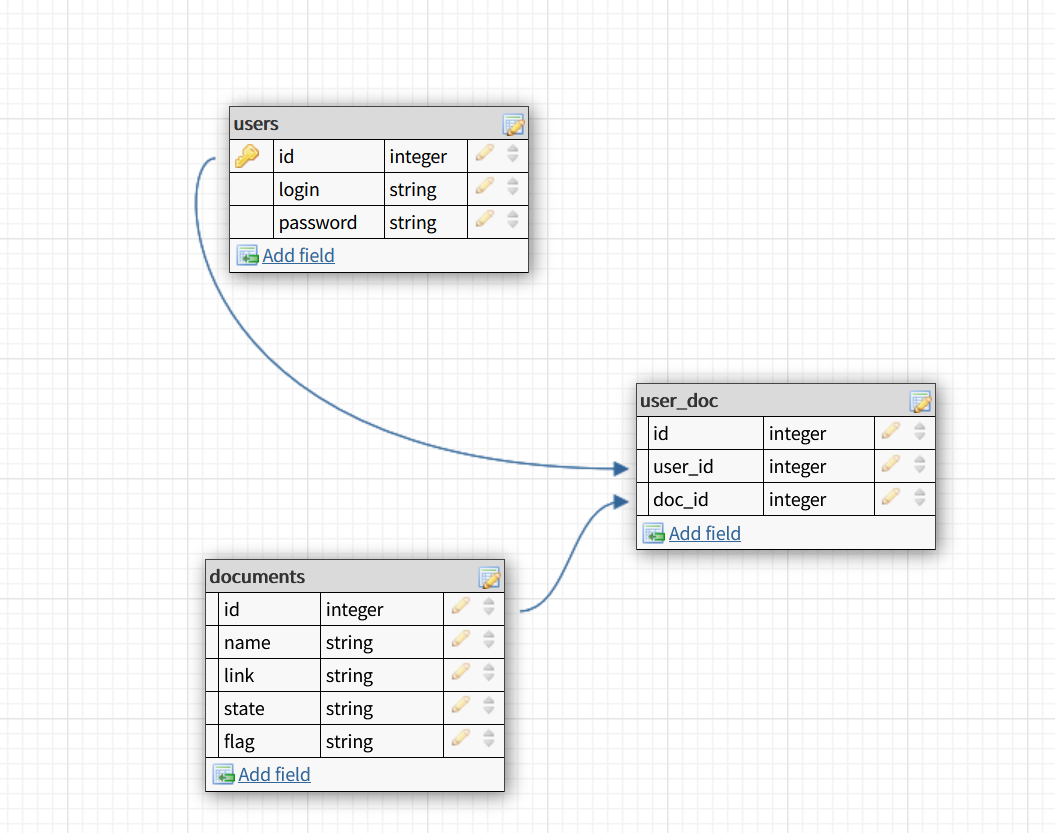 users
id integer
login string
password string
Add field
user_doc
id integer
user_id integer
doc_id integer
Add field
documents
id integer
name string
link string
state string
flag string
Add field